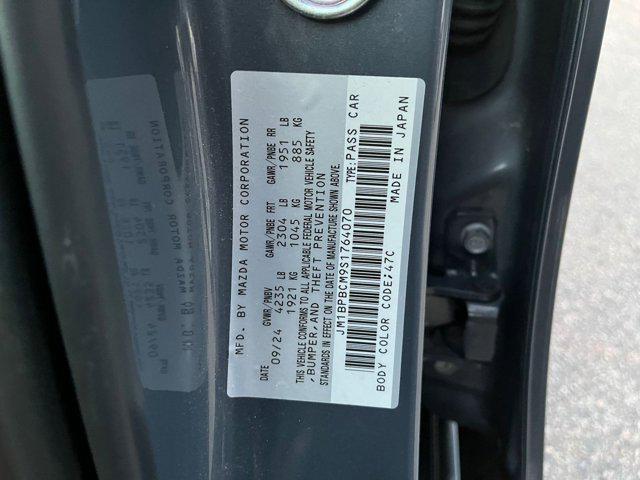 MFD. BY MAZDA MOTOR CORPORATION
DATE GVWR/PNBV GAWR/PNBE FRT GAWR/PNBE RR
09/24 4235 LB 2304 LB 1951 LB
1921 KG 1045 KG 885 KG
THIS VEHICLE CONFORMS TO ALL APPLICABLE FEDERAL MOTOR VEHICLE SAFETY
,BUMPER,AND THEFT PREVENTION
STANDARDS IN EFFECT ON THE DATE OF MANUFACTURE SHOWN ABOVE.
JM1BPBCM9S1764070 TYPE:PASS CAR
BODY COLOR CODE:47C MADE IN JAPAN